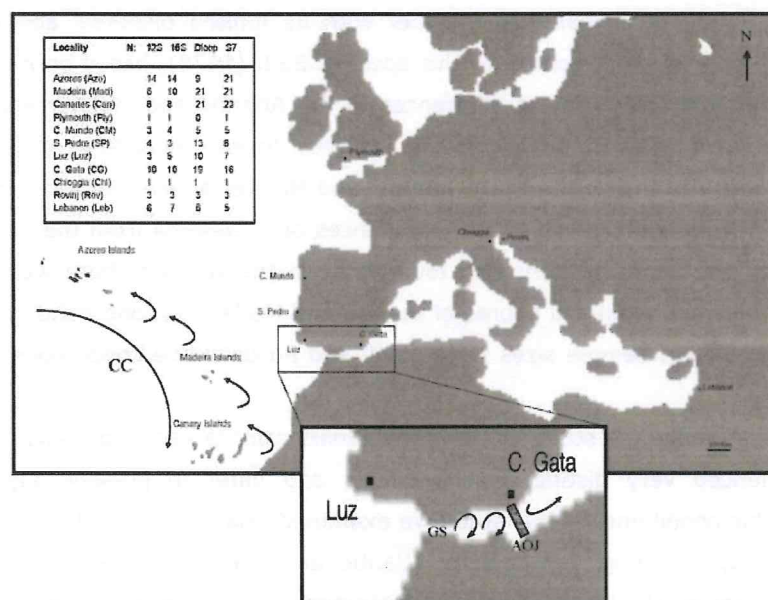 Locality N: 12S 16S Dloop S7
Azores (Azo) 14 14 9 21
Madeira (Mad) 6 10 21 21
Canaries (Can) 8 8 21 23
Plymouth (Ply) 1 1 0 1
C. Mundo (CM) 3 4 5 5
S. Pedro (SP) 4 3 13 8
Luz (Luz) 3 5 10 7
C. Gata (CG) 10 10 19 16
Chioggia (Chi) 1 1 1 1
Rovinj (Rov) 3 3 3 3
Lebanon (Leb) 6 7 6 5
N
Plymouth
Azores Islands
Chioggia
Rovinj
C. Mundo
S. Pedro
Luz
C. Gata
CC
Madeira Islands
Lebanon
Canary Islands
C. Gata
Luz
GS
AOJ